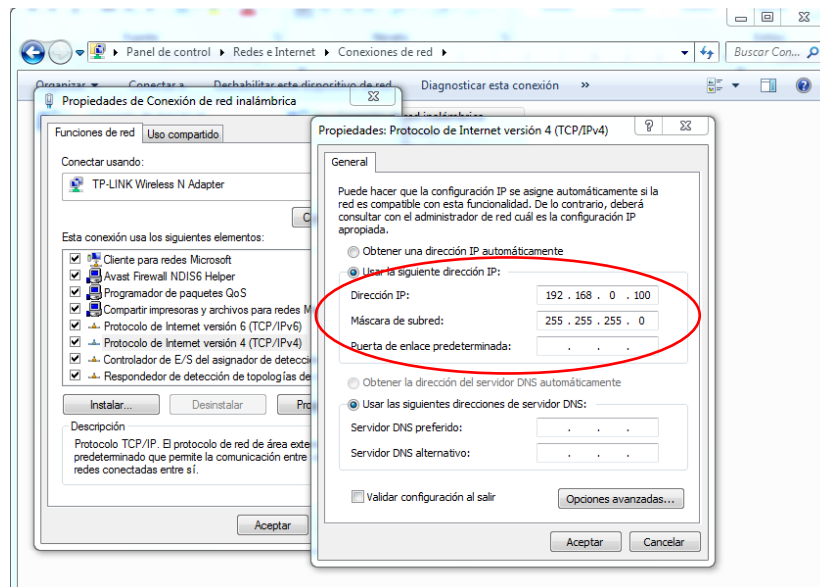 Panel de control ▸ Redes e Internet ▸ Conexiones de red ▸
Buscar Con...
Organizar Conectar a Deshabilitar este dispositivo de red Diagnosticar esta conexión »
Propiedades de Conexión de red inalámbrica
Funciones de red Uso compartido
Conectar usando:
TP-LINK Wireless N Adapter
C
Esta conexión usa los siguientes elementos:
Cliente para redes Microsoft
Avast Firewall NDIS6 Helper
Programador de paquetes QoS
Compartir impresoras y archivos para redes M
Protocolo de Internet versión 6 (TCP/IPv6)
Protocolo de Internet versión 4 (TCP/IPv4)
Controlador de E/S del asignador de detecci
Respondedor de detección de topologías de
Instalar... Desinstalar Pro
Descripción
Protocolo TCP/IP. El protocolo de red de área exte
predeterminado que permite la comunicación entre
redes conectadas entre sí.
Aceptar
Propiedades: Protocolo de Internet versión 4 (TCP/IPv4)
General
Puede hacer que la configuración IP se asigne automáticamente si la
red es compatible con esta funcionalidad. De lo contrario, deberá
consultar con el administrador de red cuál es la configuración IP
apropiada.
Obtener una dirección IP automáticamente
Usar la siguiente dirección IP:
Dirección IP: 192 . 168 . 0 . 100
Máscara de subred: 255 . 255 . 255 . 0
Puerta de enlace predeterminada: . . .
Obtener la dirección del servidor DNS automáticamente
Usar las siguientes direcciones de servidor DNS:
Servidor DNS preferido: . . .
Servidor DNS alternativo: . . .
Validar configuración al salir
Opciones avanzadas...
Aceptar Cancelar